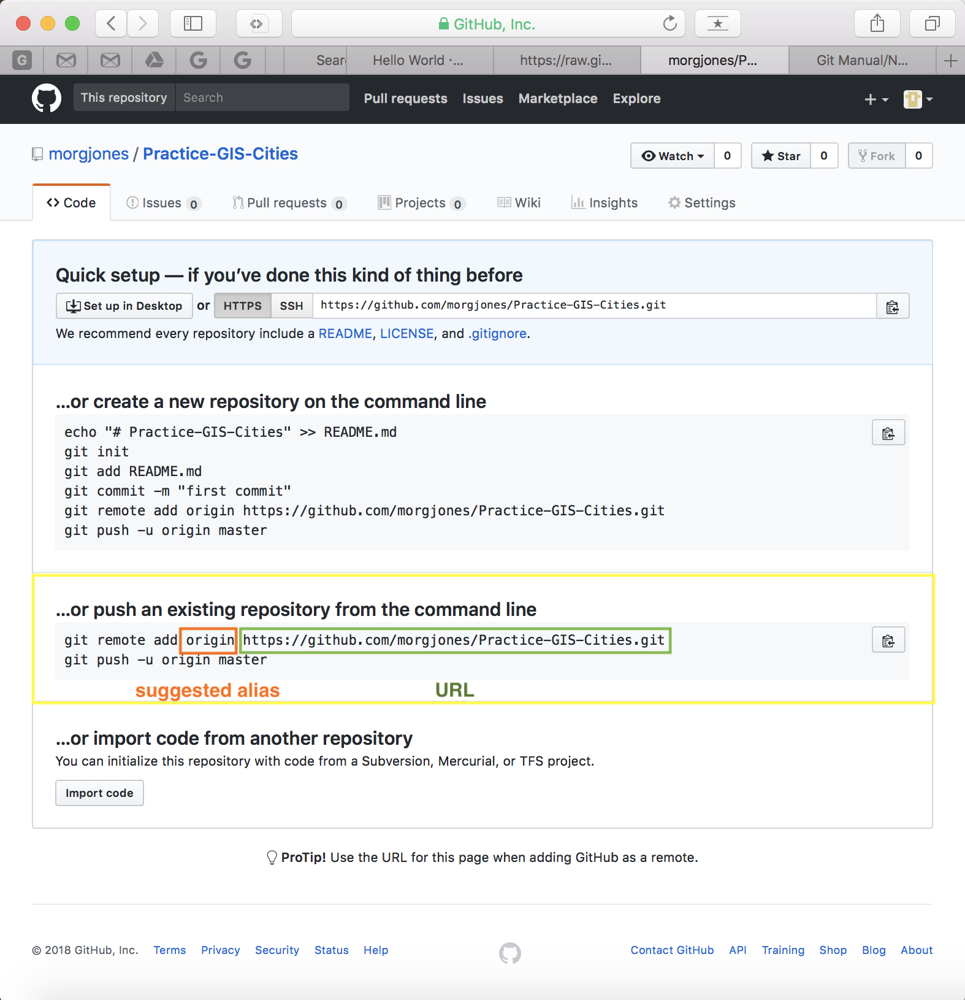 GitHub, Inc.
G
G
G
Sear
Hello World ·...
https://raw.gi...
morgjones/P...
Git Manual/N...
This repository
Search
Pull requests
Issues
Marketplace
Explore
morgjones / Practice-GIS-Cities
Watch
0
Star
0
Fork
0
Code
Issues 0
Pull requests 0
Projects 0
Wiki
Insights
Settings
Quick setup — if you’ve done this kind of thing before
Set up in Desktop or HTTPS SSH https://github.com/morgjones/Practice-GIS-Cities.git
We recommend every repository include a README, LICENSE, and .gitignore.
…or create a new repository on the command line
echo "# Practice-GIS-Cities" >> README.md
git init
git add README.md
git commit -m "first commit"
git remote add origin https://github.com/morgjones/Practice-GIS-Cities.git
git push -u origin master
…or push an existing repository from the command line
git remote add origin https://github.com/morgjones/Practice-GIS-Cities.git
git push -u origin master
suggested alias
URL
…or import code from another repository
You can initialize this repository with code from a Subversion, Mercurial, or TFS project.
Import code
ProTip! Use the URL for this page when adding GitHub as a remote.
© 2018 GitHub, Inc. Terms Privacy Security Status Help
Contact GitHub API Training Shop Blog About